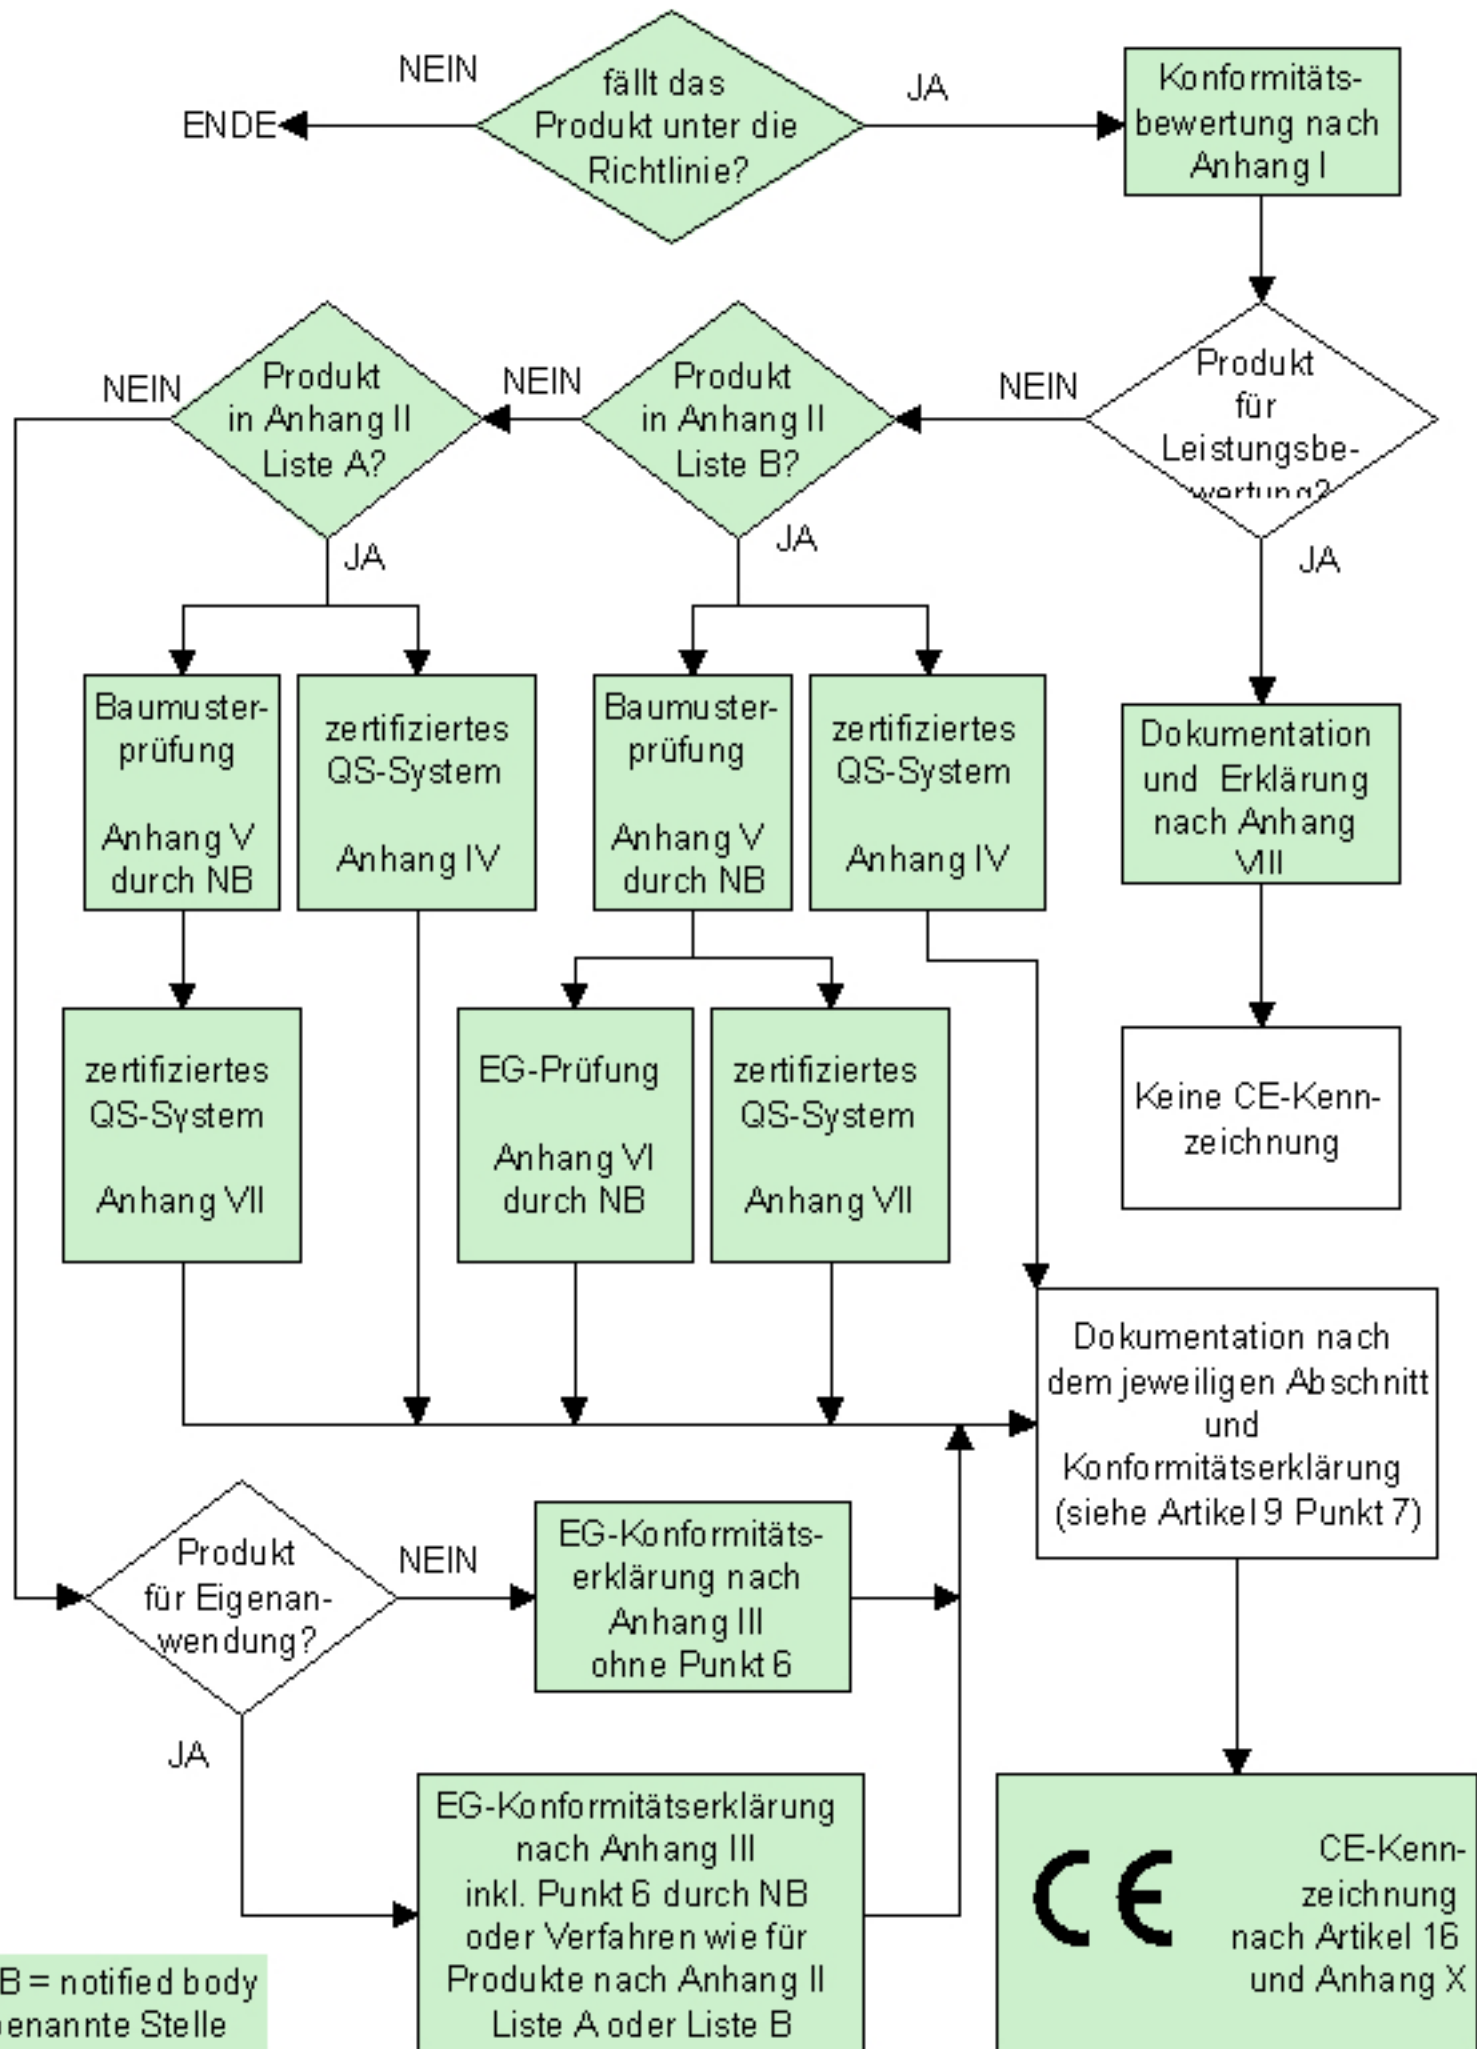 NEIN
fällt das
Produkt unter die
Richtlinie?
JA
ENDE
Konformitäts-
bewertung nach
Anhang I
NEIN
Produkt
in Anhang II
Liste A?
JA
NEIN
Produkt
in Anhang II
Liste B?
JA
NEIN
Produkt
für
Leistungsbe-
wertung?
JA
Baumuster-
prüfung
Anhang V
durch NB
zertifiziertes
QS-System
Anhang IV
Baumuster-
prüfung
Anhang V
durch NB
zertifiziertes
QS-System
Anhang IV
Dokumentation
und Erklärung
nach Anhang
VIII
zertifiziertes
QS-System
Anhang VII
EG-Prüfung
Anhang VI
durch NB
zertifiziertes
QS-System
Anhang VII
Keine CE-Kenn-
zeichnung
Dokumentation nach
dem jeweiligen Abschnitt
und
Konformitätserklärung
(siehe Artikel 9 Punkt 7)
Produkt
für Eigenan-
wendung?
NEIN
EG-Konformitäts-
erklärung nach
Anhang III
ohne Punkt 6
JA
EG-Konformitätserklärung
nach Anhang III
inkl. Punkt 6 durch NB
oder Verfahren wie für
Produkte nach Anhang II
Liste A oder Liste B
CE
CE-Kenn-
zeichnung
nach Artikel 16
und Anhang X
B = notified body
benannte Stelle